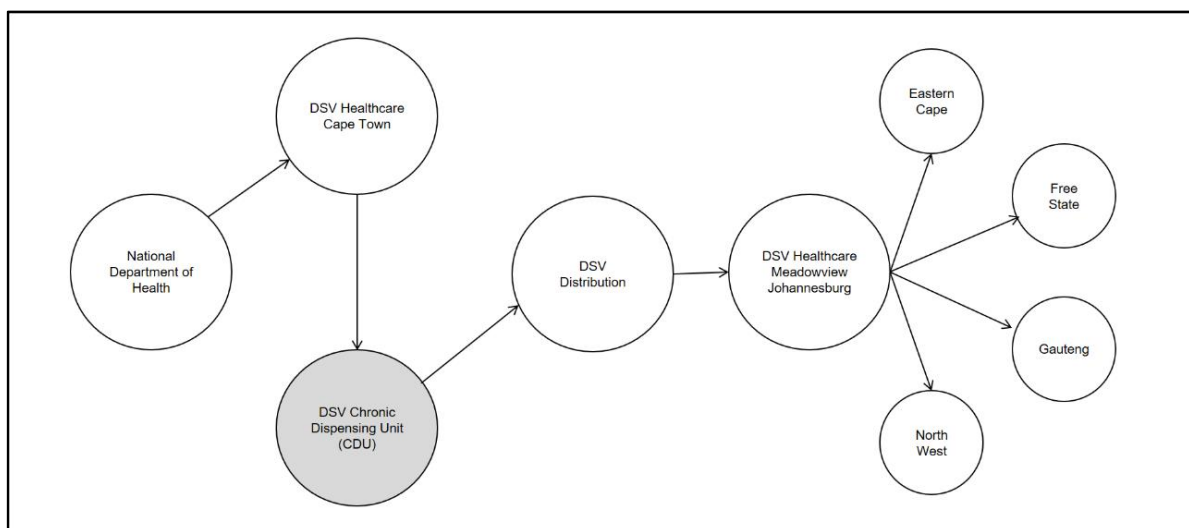 DSV Healthcare
Cape Town
National
Department of
Health
DSV Chronic
Dispensing Unit
(CDU)
DSV
Distribution
DSV Healthcare
Meadowview
Johannesburg
Eastern
Cape
Free
State
Gauteng
North
West